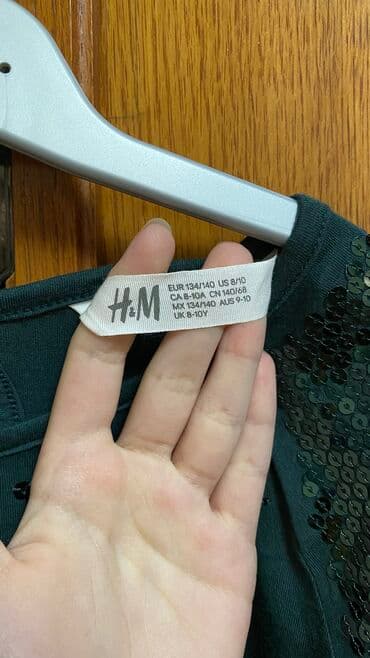 H&M
EUR 134/140 US 8/10
CA 8-10A CN 140/68
MX 134/140 AUS 9-10
UK 8-10Y